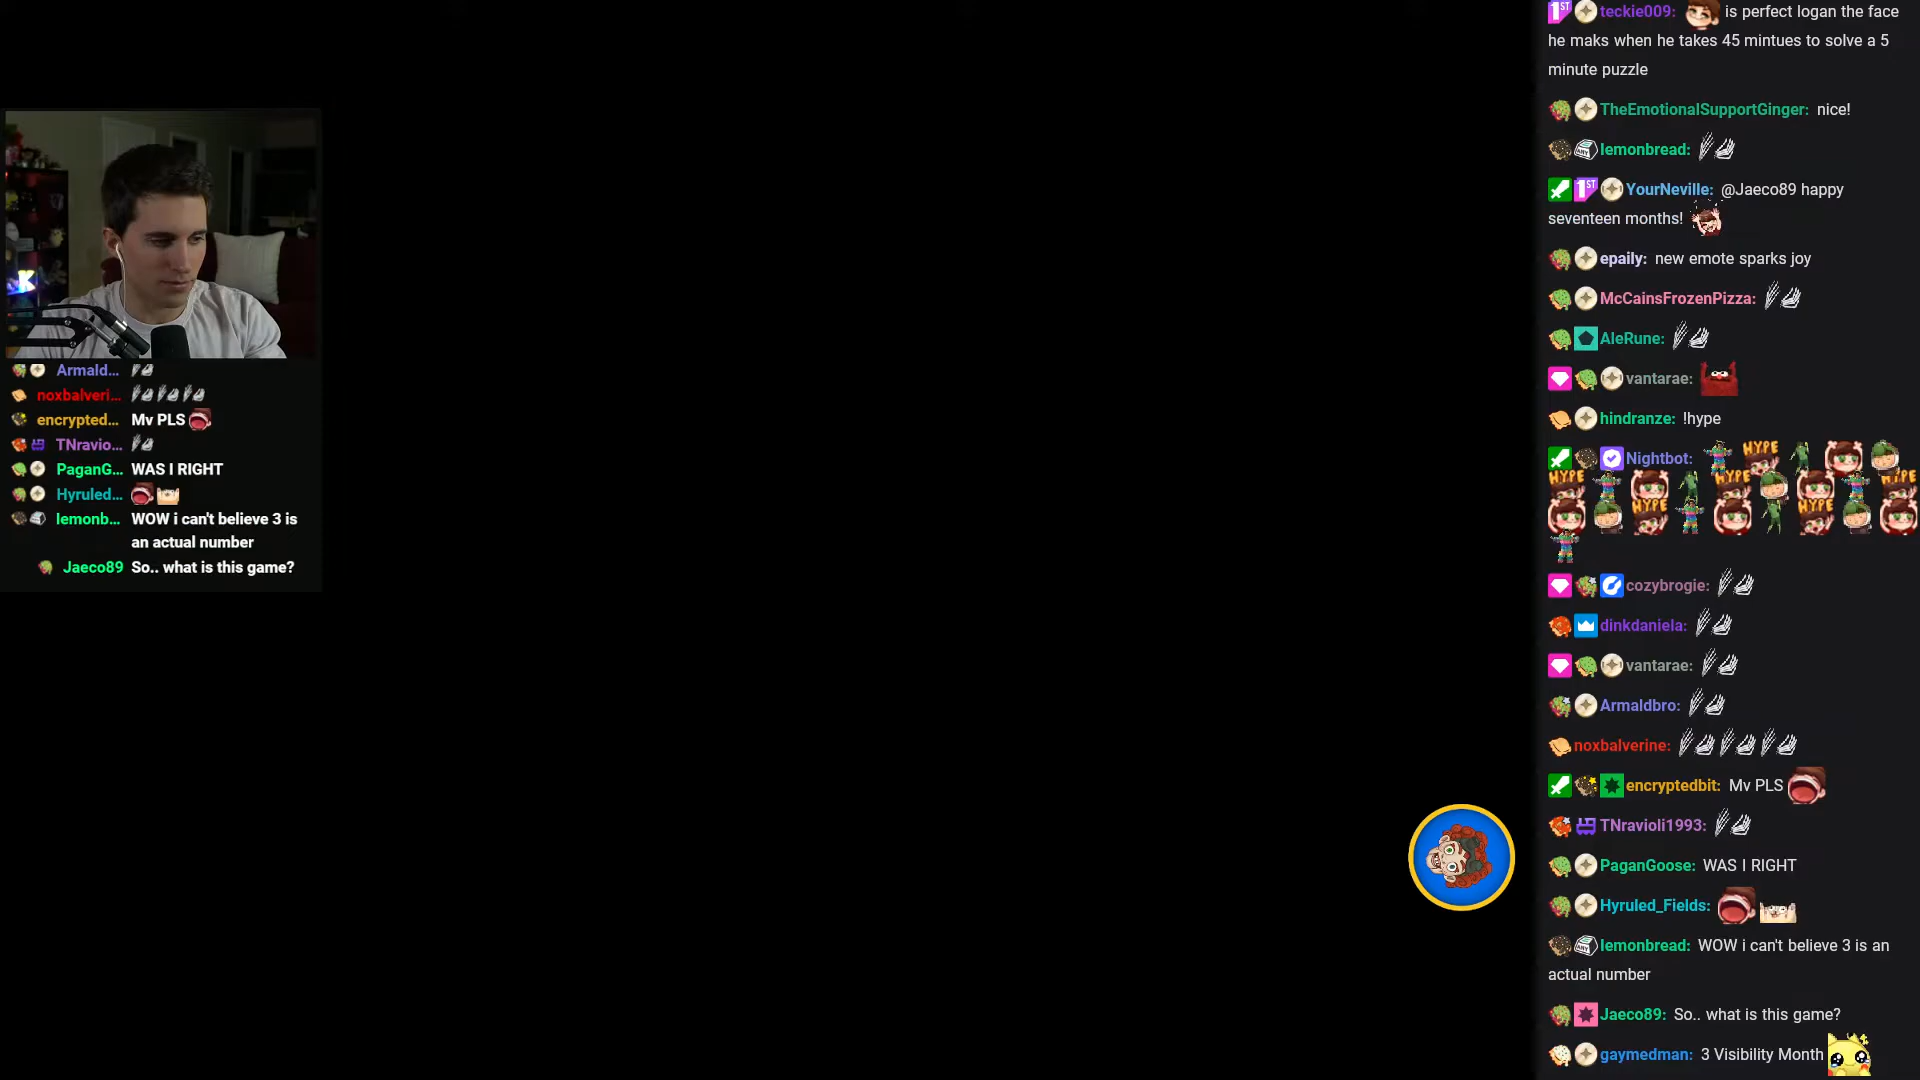 Armald...
noxbalveri...
encrypted... Mv PLS
TNravio...
PaganG... WAS I RIGHT
Hyruled...
lemonb... WOW i can't believe 3 is
an actual number
Jaeco89 So.. what is this game?
teckie009: is perfect logan the face
he maks when he takes 45 mintues to solve a 5
minute puzzle
TheEmotionalSupportGinger: nice!
lemonbread:
YourNeville: @Jaeco89 happy
seventeen months!
epaily: new emote sparks joy
McCainsFrozenPizza:
AleRune:
vantarae:
hindranze: !hype
Nightbot: HYPE
HYPE HYPE HYPE
HYPE HYPE
cozybrogie:
dinkdaniela:
vantarae:
Armaldbro:
noxbalverine:
encryptedbit: Mv PLS
TNravioli1993:
PaganGoose: WAS I RIGHT
Hyruled_Fields:
lemonbread: WOW i can't believe 3 is an
actual number
Jaeco89: So.. what is this game?
gaymedman: 3 Visibility Month